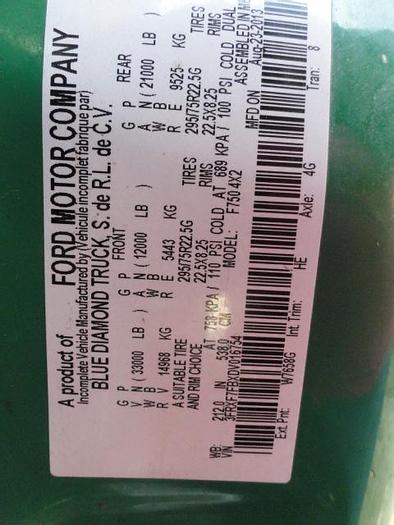 A product of FORD MOTOR COMPANY
Incomplete Vehicle Manufactured by (Vehicule incomplet fabrique par)
BLUE DIAMOND TRUCK, S: de R.L. de C.V.
FRONT REAR
G P G P G P
V N ( 33000 LB ) A N ( 12000 LB ) A N ( 21000 LB )
W B W B W B
R V 14968 KG R E 5443 KG R E 9525 KG
A SUITABLE TIRE 295/75R22.5G TIRES 295/75R22.5G TIRES
AND RIM CHOICE 22.5X8.25 RIMS 22.5X8.25 RIMS
AT 758 KPA / 110 PSI COLD AT 689 KPA / 100 PSI COLD DUAL
WB: 212.0 IN 538.0 CM MODEL: F750 4X2 ASSEMBLED IN
VIN 3FRXF7FBXDV516754 MFD ON Aug-23-2013
Ext. Pnt: W7658G Int. Trim: HE Axle: 4G Tran: 8